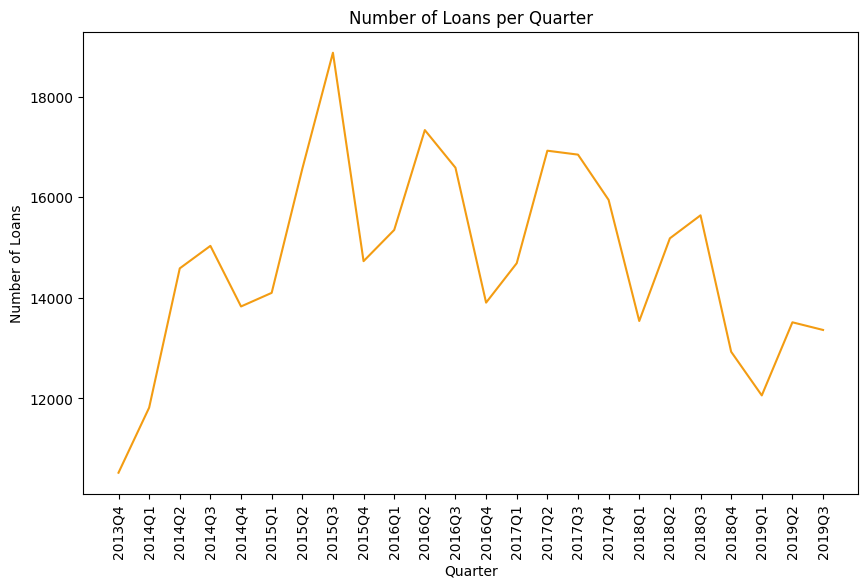 Number of Loans per Quarter
Number of Loans
18000
16000
14000
12000
2013Q4
2014Q1
2014Q2
2014Q3
2014Q4
2015Q1
2015Q2
2015Q3
2015Q4
2016Q1
2016Q2
2016Q3
2016Q4
2017Q1
2017Q2
2017Q3
2017Q4
2018Q1
2018Q2
2018Q3
2018Q4
2019Q1
2019Q2
2019Q3
Quarter